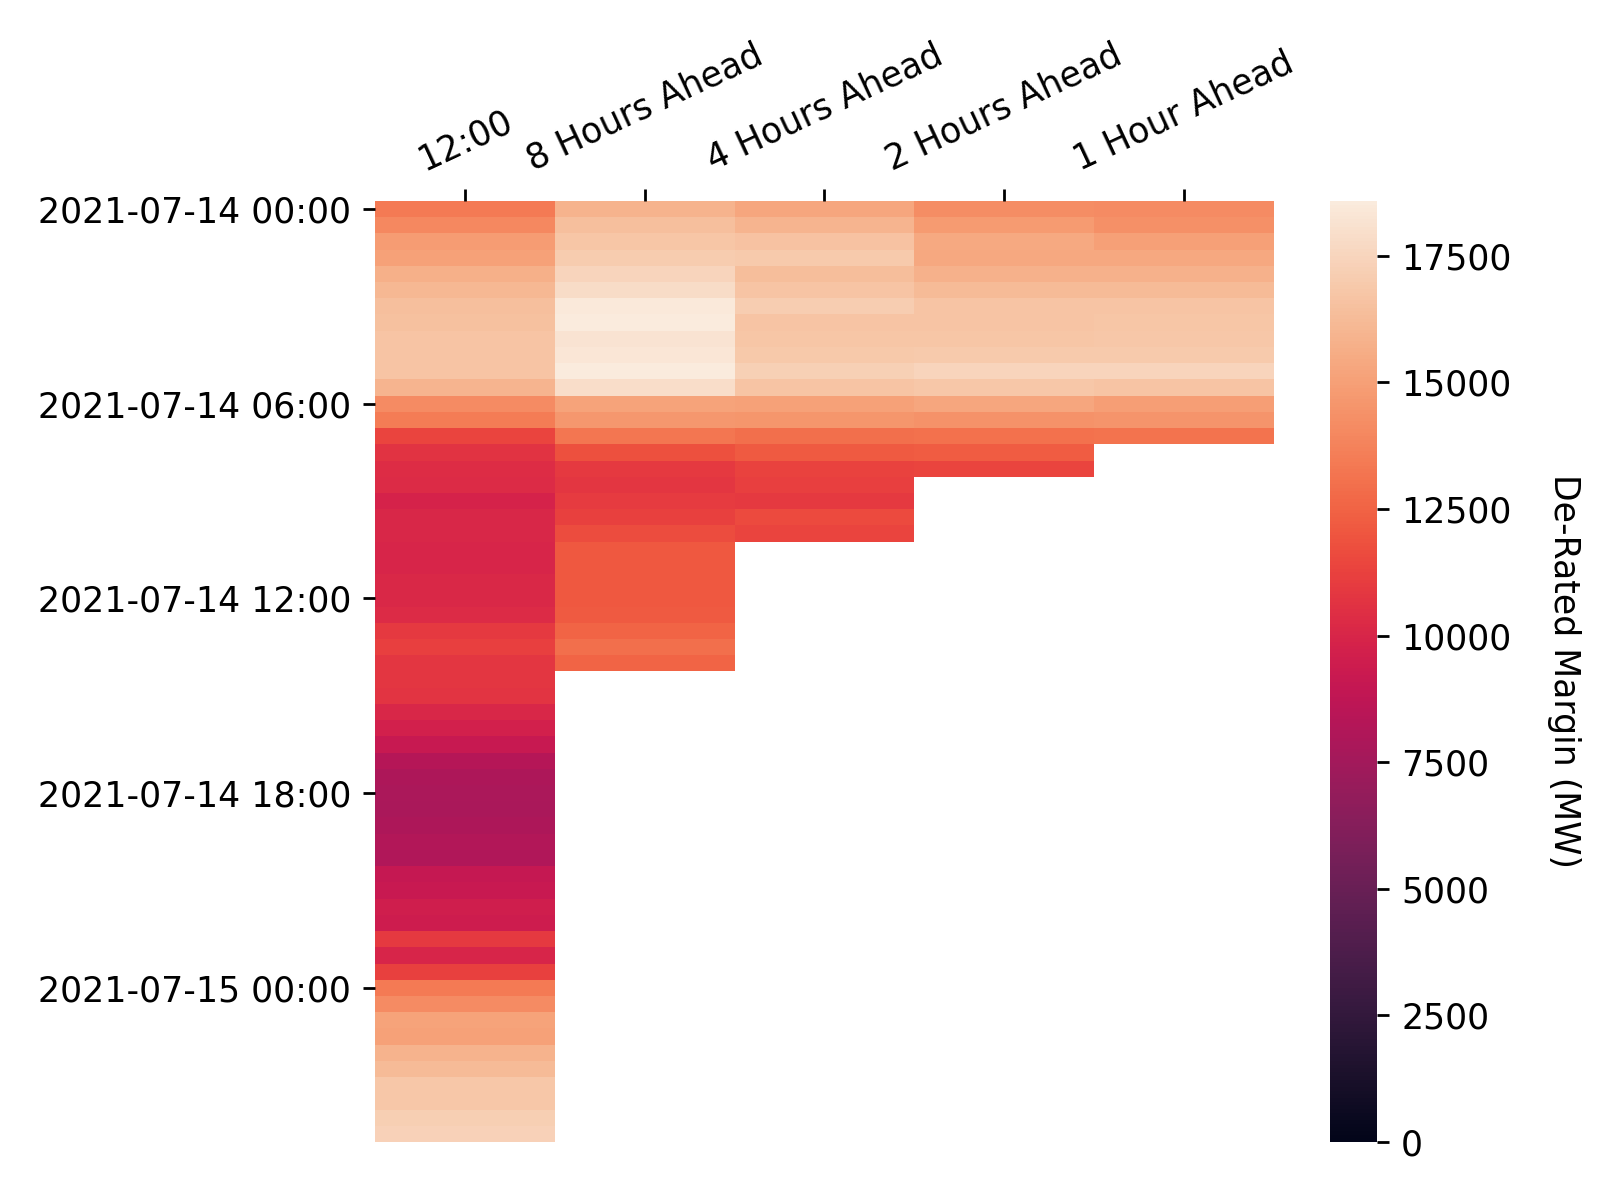 12:00
8 Hours Ahead
4 Hours Ahead
2 Hours Ahead
1 Hour Ahead
2021-07-14 00:00
2021-07-14 06:00
2021-07-14 12:00
2021-07-14 18:00
2021-07-15 00:00
17500
15000
12500
10000
7500
5000
2500
0
De-Rated Margin (MW)